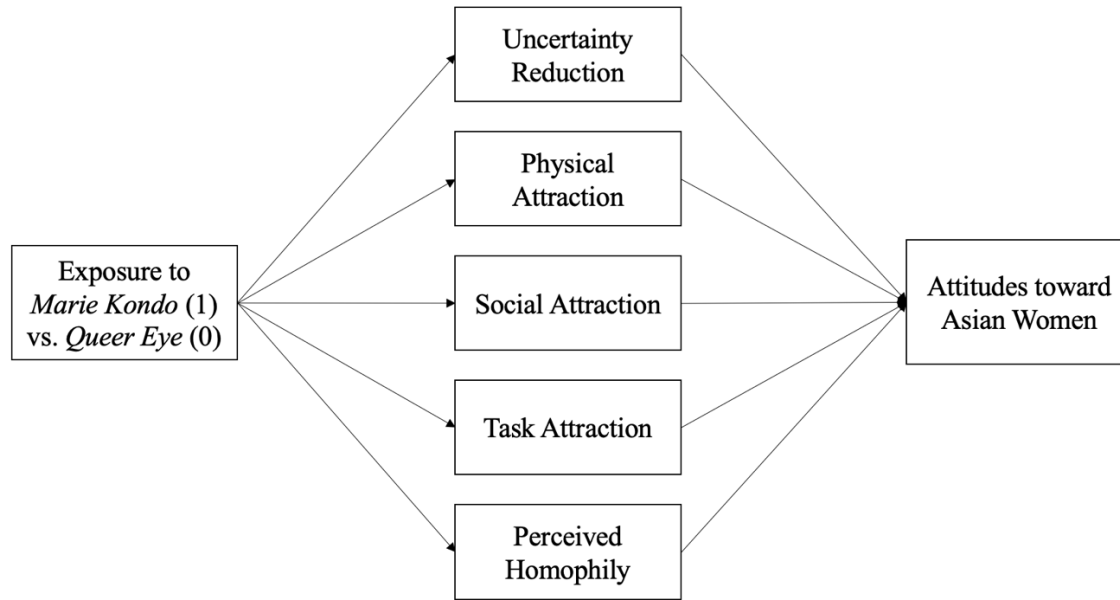 Uncertainty
Reduction
Physical
Attraction
Exposure to
Marie Kondo (1)
vs. Queer Eye (0)
Social Attraction
Attitudes toward
Asian Women
Task Attraction
Perceived
Homophily